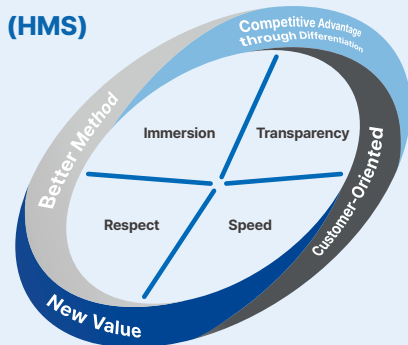 (HMS)
Competitive Advantage
through Differentiation
Better Method
Immersion
Transparency
Customer-Oriented
Respect
Speed
New Value